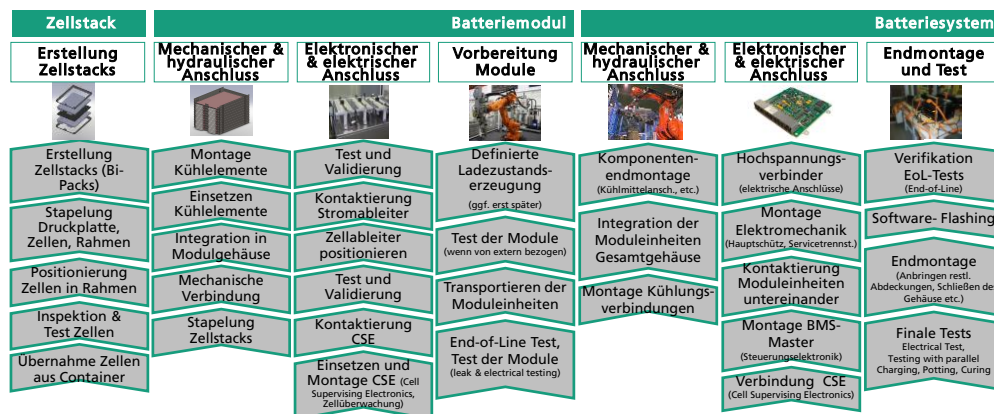 Zellstack
Batteriemodul
Batteriesystem
Erstellung
Zellstacks
Mechanischer &
hydraulischer
Anschluss
Elektronischer
& elektrischer
Anschluss
Vorbereitung
Module
Mechanischer &
hydraulischer
Anschluss
Elektronischer
& elektrischer
Anschluss
Endmontage
und Test
Erstellung
Zellstacks (Bi-
Packs)
Stapelung
Druckplatte,
Zellen, Rahmen
Positionierung
Zellen in Rahmen
Inspektion &
Test Zellen
Übernahme Zellen
aus Container
Montage
Kühlelemente
Einsetzen
Kühlelemente
Integration in
Modulgehäuse
Mechanische
Verbindung
Stapelung
Zellstacks
Test und
Validierung
Kontaktierung
Stromableiter
Zellableiter
positionieren
Test und
Validierung
Kontaktierung
CSE
Einsetzen und
Montage CSE (Cell
Supervising Electronics,
Zellüberwachung)
Definierte
Ladezustands-
erzeugung
(ggf. erst später)
Test der Module
(wenn von extern bezogen)
Transportieren der
Moduleinheiten
End-of-Line Test,
Test der Module
(leak & electrical testing)
Komponenten-
endmontage
(Kühlmittelansch., etc.)
Integration der
Moduleinheiten
Gesamtgehäuse
Montage Kühlungs-
verbindungen
Hochspannungs-
verbinder
(elektrische Anschlüsse)
Montage
Elektromechanik
(Hauptschütz, Servicetrennst.)
Kontaktierung
Moduleinheiten
untereinander
Montage BMS-
Master
(Steuerungselektronik)
Verbindung CSE
(Cell Supervising Electronics)
Verifikation
EoL-Tests
(End-of-Line)
Software- Flashing
Endmontage
(Anbringen restl.
Abdeckungen, Schließen des
Gehäuse etc.)
Finale Tests
Electrical Test,
Testing with parallel
Charging, Potting, Curing